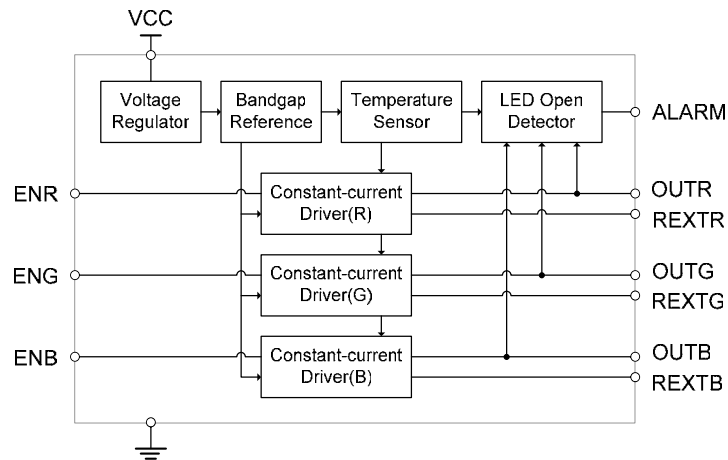 VCC
Voltage
Regulator
Bandgap
Reference
Temperature
Sensor
LED Open
Detector
ALARM
ENR
Constant-current
Driver(R)
OUTR
REXTR
ENG
Constant-current
Driver(G)
OUTG
REXTG
ENB
Constant-current
Driver(B)
OUTB
REXTB